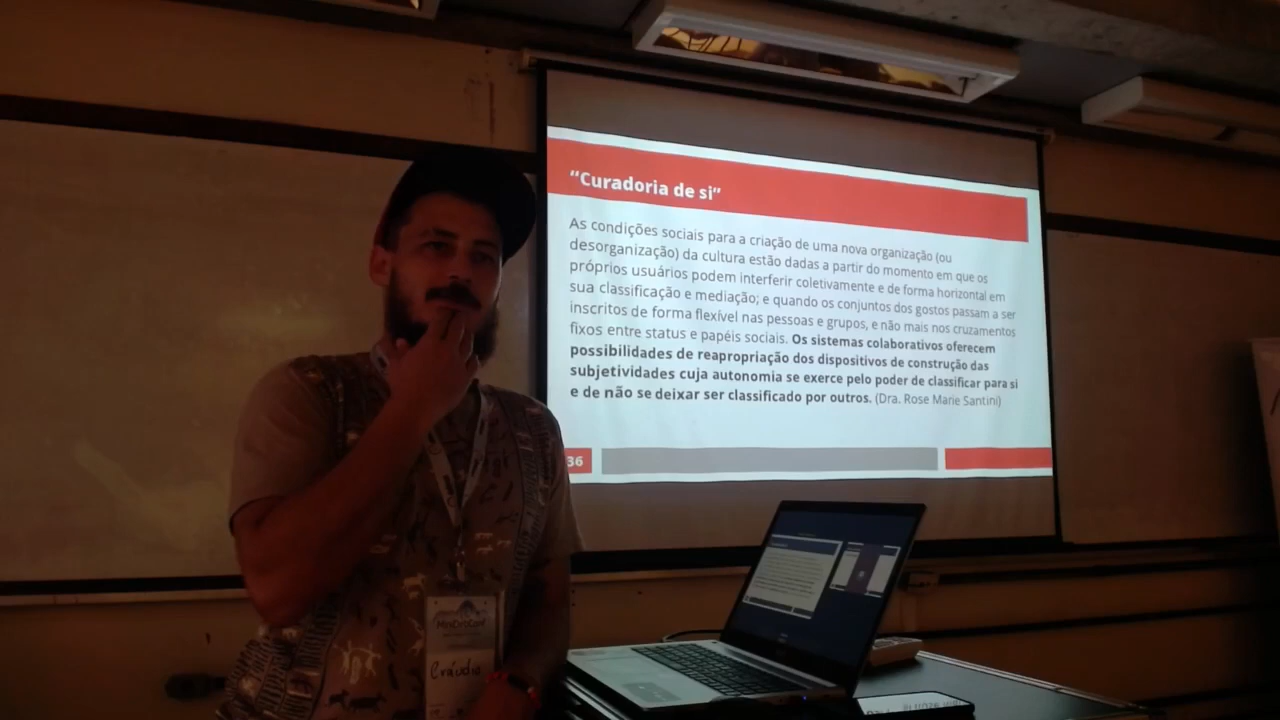 “Curadoria de si”
As condições sociais para a criação de uma nova organização (ou
desorganização) da cultura estão dadas a partir do momento em que os
próprios usuários podem interferir coletivamente e de forma horizontal em
sua classificação e mediação; e quando os conjuntos dos gostos passam a ser
inscritos de forma flexível nas pessoas e grupos, e não mais nos cruzamentos
fixos entre status e papéis sociais. Os sistemas colaborativos oferecem
possibilidades de reapropriação dos dispositivos de construção das
subjetividades cuja autonomia se exerce pelo poder de classificar para si
e de não se deixar ser classificado por outros. (Dra. Rose Marie Santini)
36
MiniDebConf
Cráudio